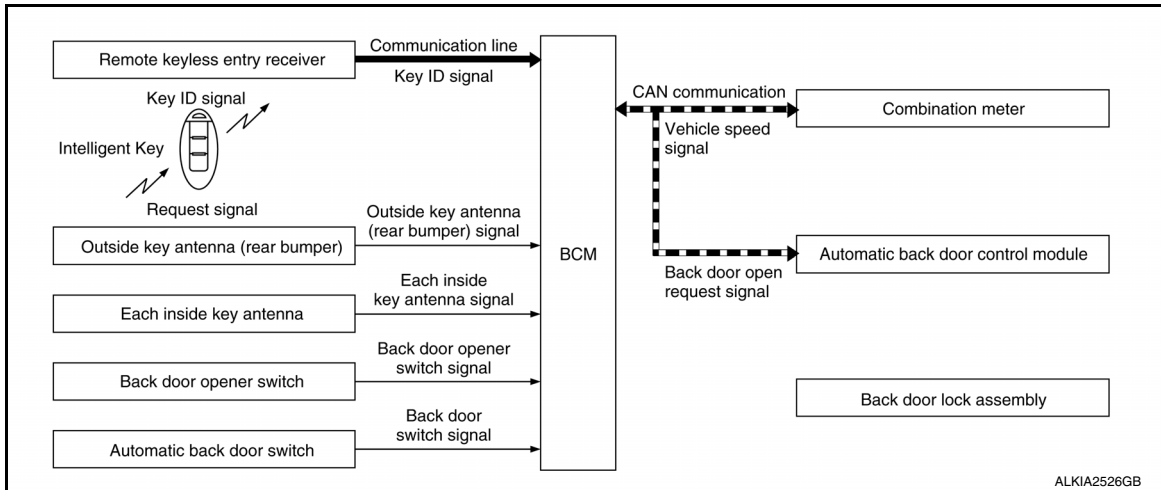 Remote keyless entry receiver
Communication line
Key ID signal
Key ID signal
Intelligent Key
Request signal
Outside key antenna (rear bumper)
Outside key antenna
(rear bumper) signal
Each inside key antenna
Each inside
key antenna signal
Back door opener switch
Back door opener
switch signal
Automatic back door switch
Back door
switch signal
BCM
CAN communication
Vehicle speed
signal
Combination meter
Back door open
request signal
Automatic back door control module
Back door lock assembly
ALKIA2526GB